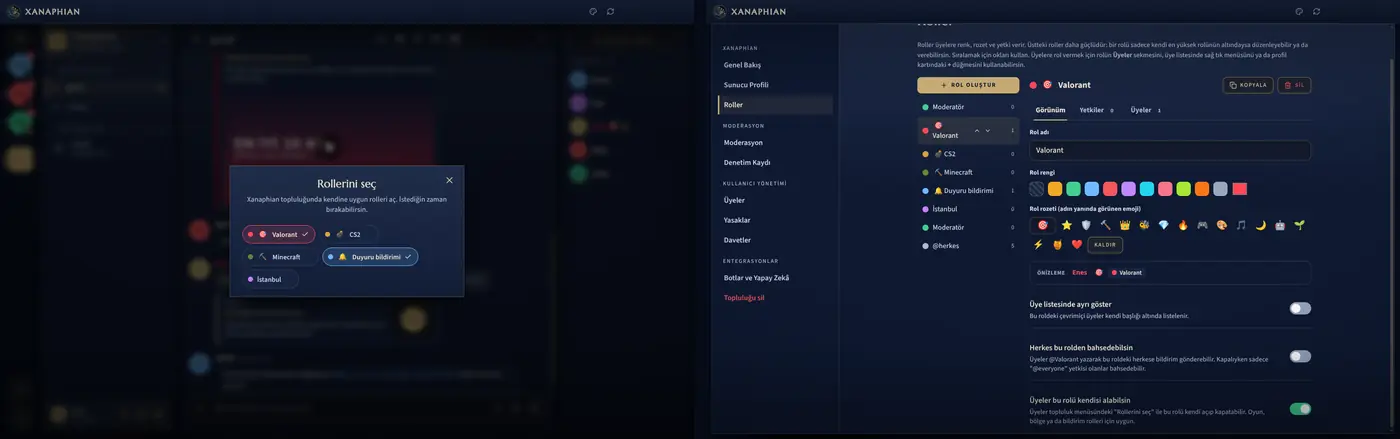 XANAPHIAN
Rollerini seç
Xanaphian topluluğunda kendine uygun rolleri aç. İstediğin zaman
bırakabilirsin.
Valorant
CS2
Minecraft
Duyuru bildirimi
İstanbul
XANAPHIAN
XANAPHIAN
Genel Bakış
Sunucu Profili
Roller
MODERASYON
Moderasyon
Denetim Kaydı
KULLANICI YÖNETİMİ
Üyeler
Yasaklar
Davetler
ENTEGRASYONLAR
Botlar ve Yapay Zekâ
Topluluğu sil
Roller
Roller üyelere renk, rozet ve yetki verir. Üstteki roller daha güçlüdür: bir rolü sadece kendi en yüksek rolünün altındaysa düzenleyebilir ya da
verebilirsin. Sıralamak için okları kullan. Üyelere rol vermek için rolün Üyeler sekmesini, üye listesinde sağ tık menüsünü ya da profil
kartındaki + düğmesini kullanabilirsin.
+ ROL OLUŞTUR
Moderatör 0
Valorant 1
CS2 0
Minecraft 0
Duyuru bildirimi 1
İstanbul 0
Moderatör 0
@herkes 5
Valorant
KOPYALA
SİL
Görünüm
Yetkiler 0
Üyeler 1
Rol adı
Valorant
Rol rengi
Rol rozeti (adın yanında görünen emoji)
KALDIR
ÖNİZLEME Enes Valorant
Üye listesinde ayrı göster
Bu roldeki çevrimiçi üyeler kendi başlığı altında listelenir.
Herkes bu rolden bahsedebilsin
Üyeler @Valorant yazarak bu roldeki herkese bildirim gönderebilir. Kapalıyken sadece
"@everyone" yetkisi olanlar bahsedebilir.
Üyeler bu rolü kendisi alabilsin
Üyeler topluluk menüsündeki "Rollerini seç" ile bu rolü kendi açıp kapatabilir. Oyun,
bölge ya da bildirim rolleri için uygun.